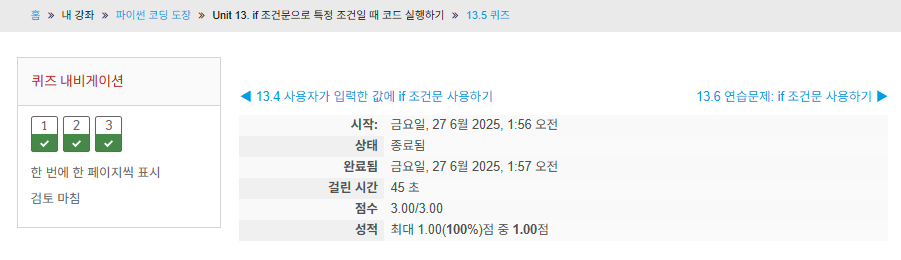 홈 » 내 강좌 » 파이썬 코딩 도장 » Unit 13. if 조건문으로 특정 조건일 때 코드 실행하기 » 13.5 퀴즈
퀴즈 내비게이션
1 2 3
한 번에 한 페이지씩 표시
검토 마침
◀ 13.4 사용자가 입력한 값에 if 조건문 사용하기
13.6 연습문제: if 조건문 사용하기 ▶
시작: 금요일, 27 6월 2025, 1:56 오전
상태 종료됨
완료됨 금요일, 27 6월 2025, 1:57 오전
걸린 시간 45 초
점수 3.00/3.00
성적 최대 1.00(100%)점 중 1.00점